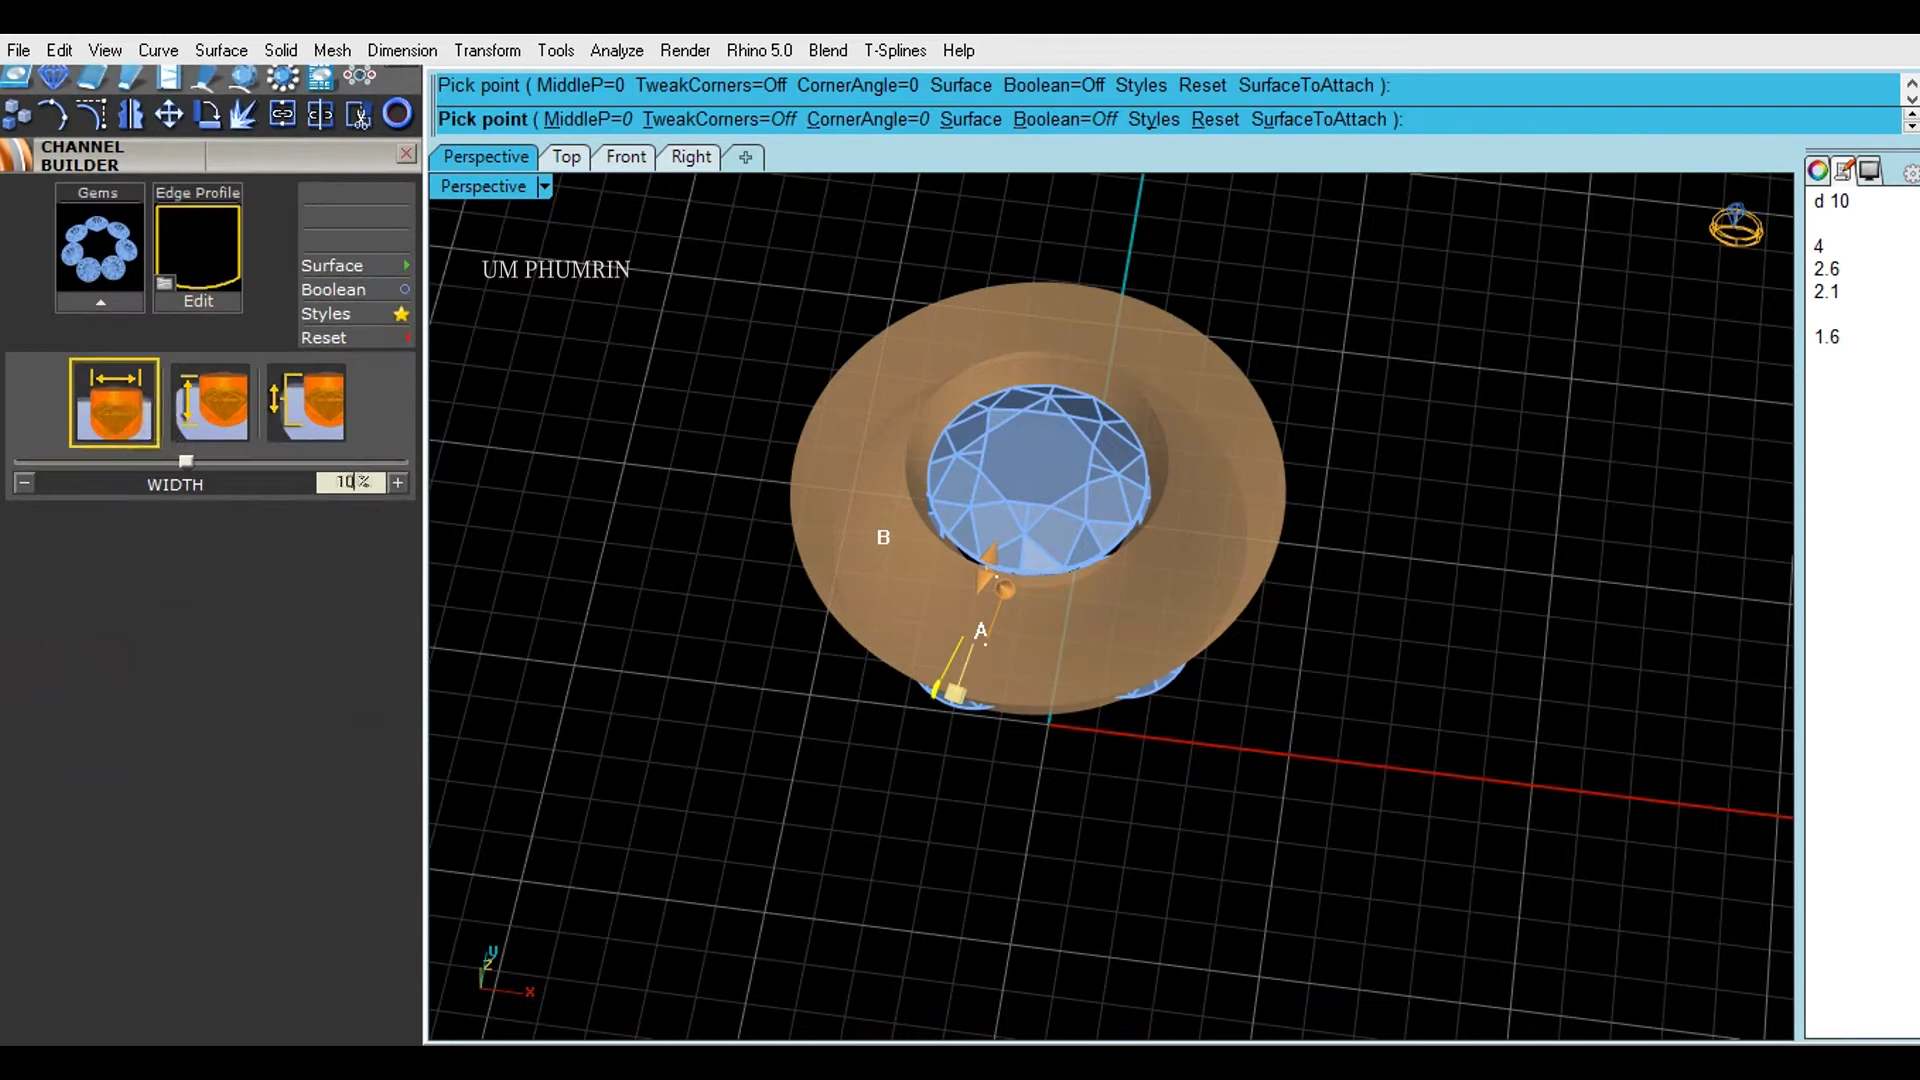 File Edit View Curve Surface Solid Mesh Dimension Transform Tools Analyze Render Rhino 5.0 Blend T-Splines Help
Pick point ( MiddleP=0 TweakCorners=Off CornerAngle=0 Surface Boolean=Off Styles Reset SurfaceToAttach ):
Pick point ( MiddleP=0 TweakCorners=Off CornerAngle=0 Surface Boolean=Off Styles Reset SurfaceToAttach ):
CHANNEL
BUILDER
Gems
Edge Profile
Edit
Surface
Boolean
Styles
Reset
WIDTH
10%
Perspective Top Front Right
Perspective
UM PHUMRIN
B
A
y
z
x
d 10
4
2.6
2.1
1.6